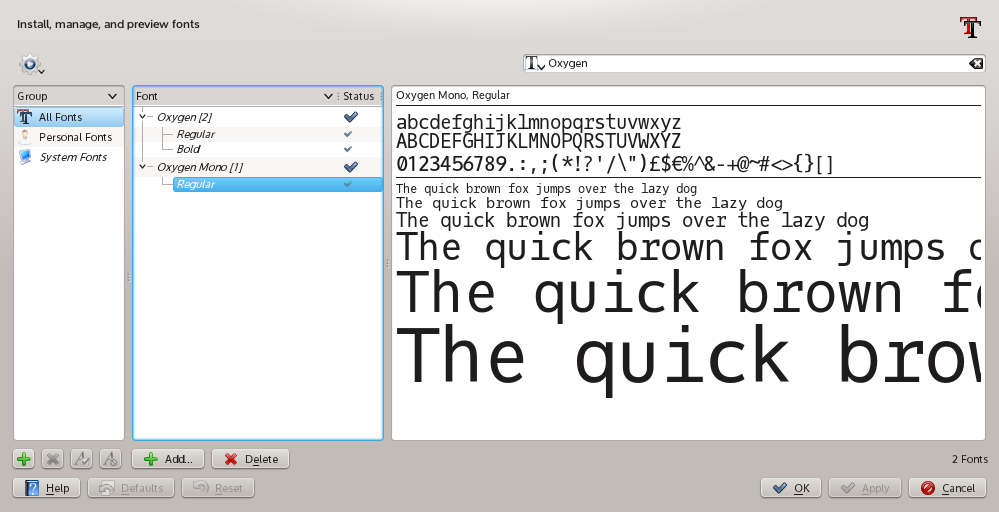 Install, manage, and preview fonts
Oxygen
Group
All Fonts
Personal Fonts
System Fonts
Font Status
Oxygen [2]
Regular
Bold
Oxygen Mono [1]
Regular
Oxygen Mono, Regular
abcdefghijklmnopqrstuvwxyz
ABCDEFGHIJKLMNOPQRSTUVWXYZ
0123456789.:,;(*!?'/\")£$€%^&-+@~#<>{}[]
The quick brown fox jumps over the lazy dog
The quick brown fox jumps over the lazy dog
The quick brown fox jumps over the lazy dog
The quick brown fox jumps o
The quick brown fo
The quick brow
Add... Delete
2 Fonts
Help Defaults Reset OK Apply Cancel